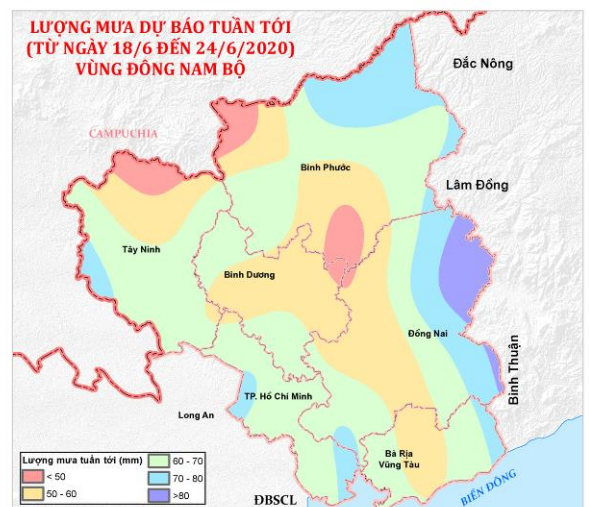 LƯỢNG MƯA DỰ BÁO TUẦN TỚI
(TỪ NGÀY 18/6 ĐẾN 24/6/2020)
VÙNG ĐÔNG NAM BỘ
Đắc Nông
CAMPUCHIA
Bình Phước
Lâm Đồng
Tây Ninh
Bình Dương
Đồng Nai
Bình Thuận
TP. Hồ Chí Minh
Long An
Bà Rịa
Vũng Tàu
BIỂN ĐÔNG
ĐBSCL
Lượng mưa tuần tới (mm)
< 50
50 - 60
60 - 70
70 - 80
>80